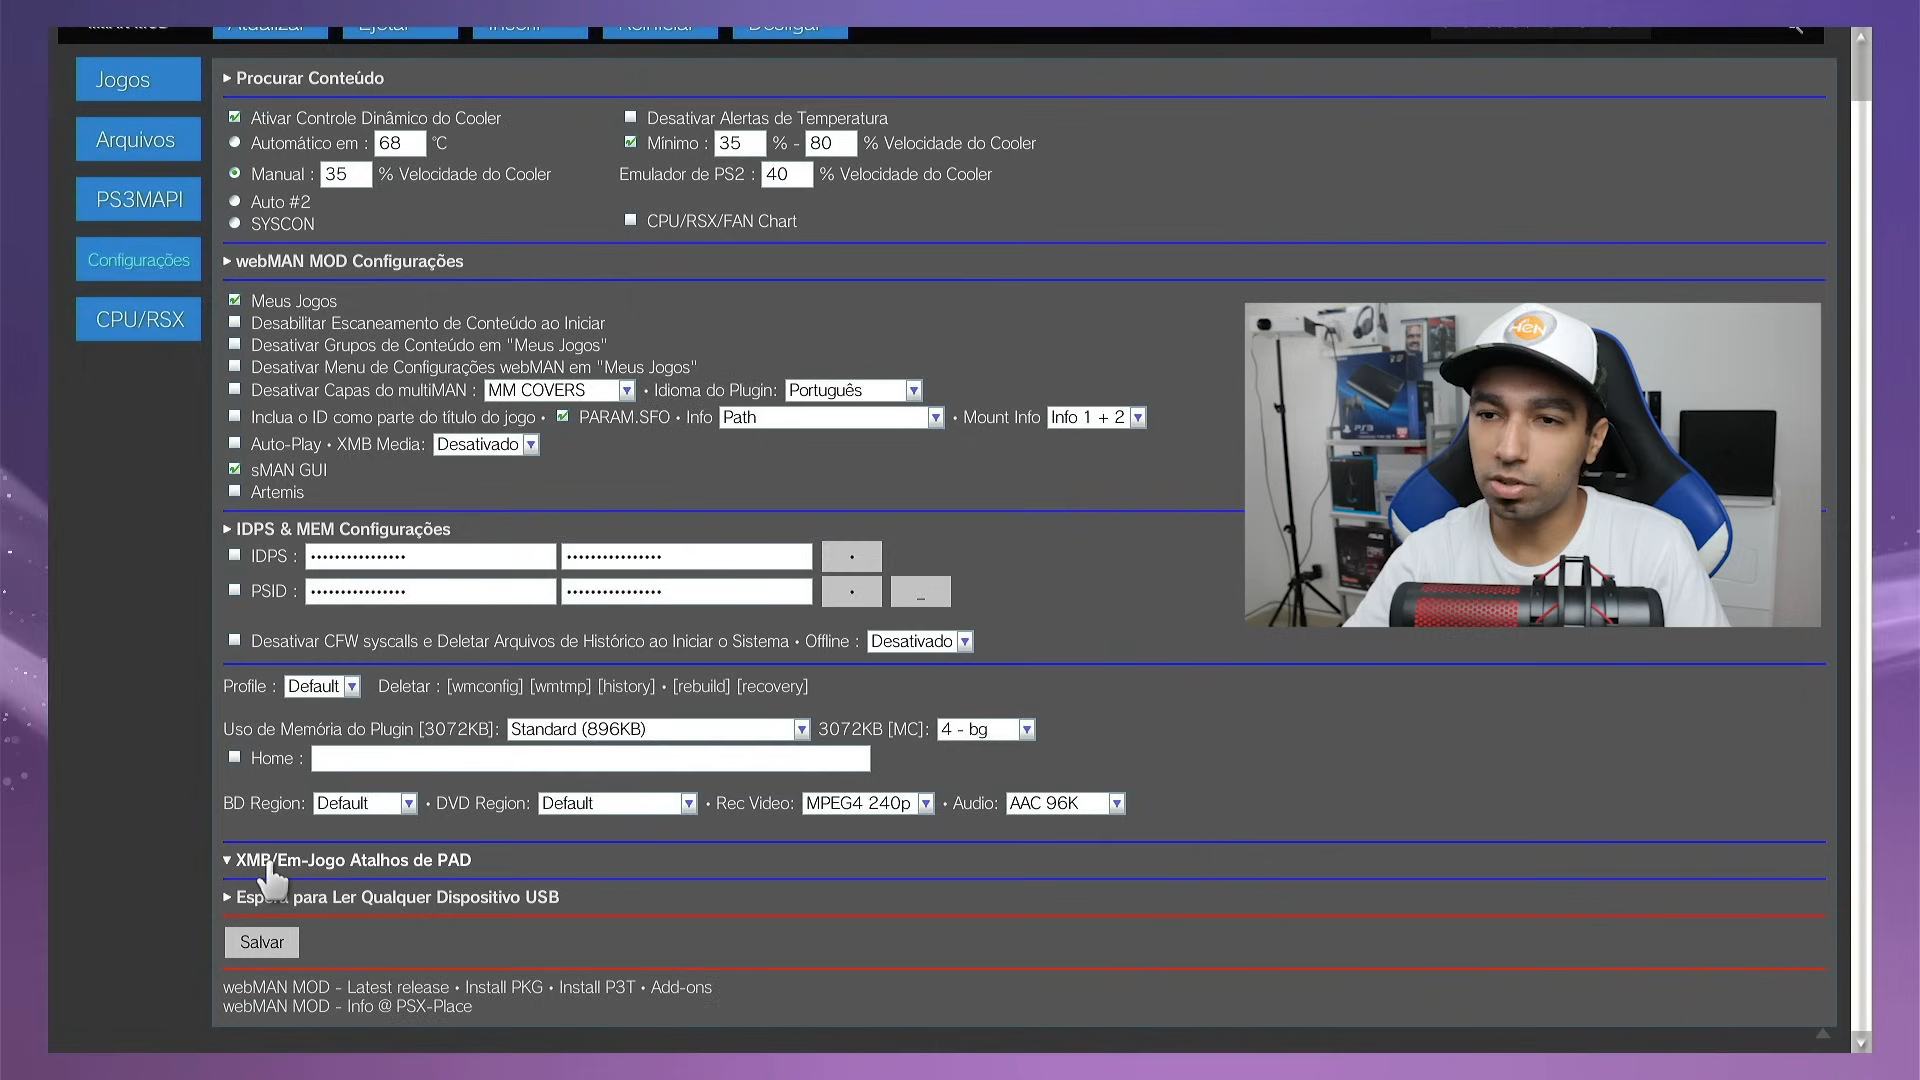 Atualizar Ejetar Inserir Reiniciar Desligar
Jogos
Arquivos
PS3MAPI
Configurações
CPU/RSX
Procurar Conteúdo
Ativar Controle Dinâmico do Cooler
Desativar Alertas de Temperatura
Automático em : 68 °C
Mínimo : 35 % - 80 % Velocidade do Cooler
Manual : 35 % Velocidade do Cooler
Emulador de PS2 : 40 % Velocidade do Cooler
Auto #2
SYSCON
CPU/RSX/FAN Chart
webMAN MOD Configurações
Meus Jogos
Desabilitar Escaneamento de Conteúdo ao Iniciar
Desativar Grupos de Conteúdo em "Meus Jogos"
Desativar Menu de Configurações webMAN em "Meus Jogos"
Desativar Capas do multiMAN : MM COVERS • Idioma do Plugin: Português
Inclua o ID como parte do título do jogo • PARAM.SFO • Info Path • Mount Info Info 1 + 2
Auto-Play • XMB Media: Desativado
sMAN GUI
Artemis
IDPS & MEM Configurações
IDPS : •••••••••••••••• •••••••••••••••• •
PSID : •••••••••••••••• •••••••••••••••• • _
Desativar CFW syscalls e Deletar Arquivos de Histórico ao Iniciar o Sistema • Offline : Desativado
Profile : Default Deletar : [wmconfig] [wmtmp] [history] • [rebuild] [recovery]
Uso de Memória do Plugin [3072KB]: Standard (896KB) 3072KB [MC]: 4 - bg
Home :
BD Region: Default • DVD Region: Default • Rec Video: MPEG4 240p • Audio: AAC 96K
XMB/Em-Jogo Atalhos de PAD
Espera para Ler Qualquer Dispositivo USB
Salvar
webMAN MOD - Latest release • Install PKG • Install P3T • Add-ons
webMAN MOD - Info @ PSX-Place
HEN
PS3